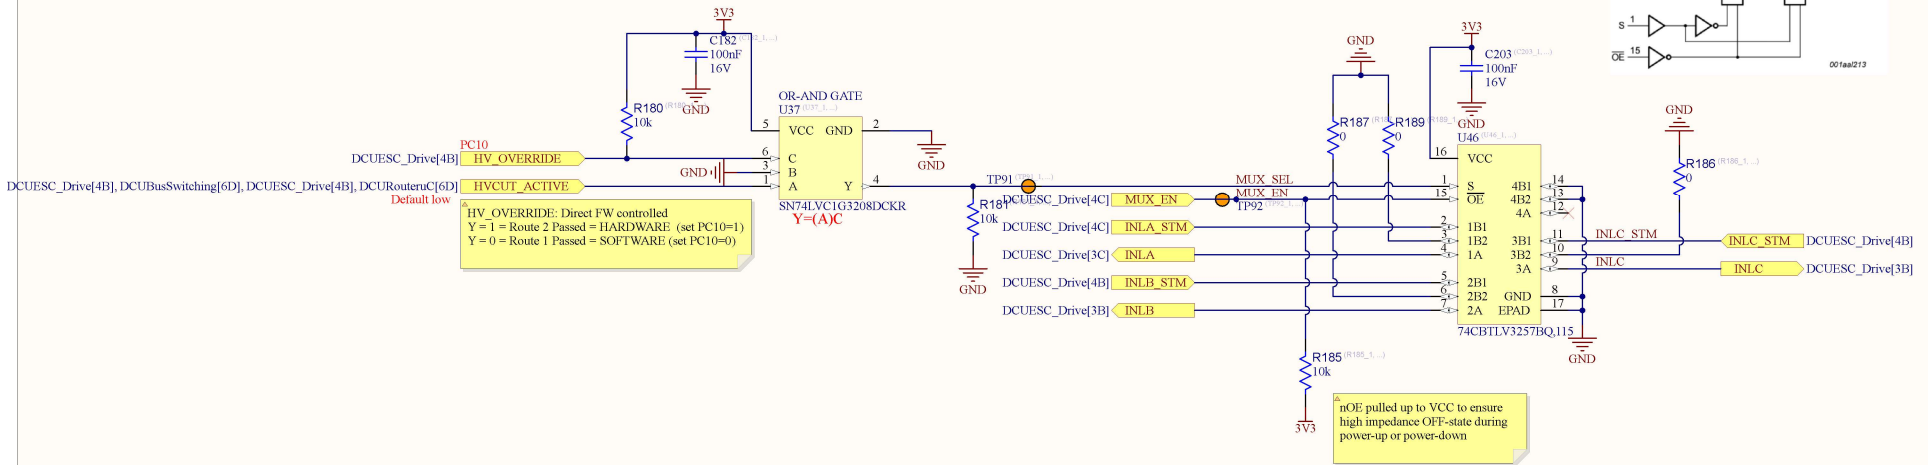 3V3
C182
100nF
16V
GND
R180
10k
OR-AND GATE
U37
5 VCC GND 2
GND
PC10
DCUESC_Drive[4B] HV_OVERRIDE
6 C
GND
3 B
DCUESC_Drive[4B], DCUBusSwitching[6D], DCUESC_Drive[4B], DCURouteruC[6D] HVCUT_ACTIVE
1 A Y 4
Default low
SN74LVC1G3208DCKR
Y=(A)C
HV_OVERRIDE: Direct FW controlled
Y = 1 = Route 2 Passed = HARDWARE (set PC10=1)
Y = 0 = Route 1 Passed = SOFTWARE (set PC10=0)
R181
10k
GND
TP91
MUX_SEL
DCUESC_Drive[4C] MUX_EN
TP92
MUX_EN
DCUESC_Drive[4C] INLA_STM
DCUESC_Drive[3C] INLA
DCUESC_Drive[4B] INLB_STM
DCUESC_Drive[3B] INLB
GND
R187
0
R189
0
3V3
C203
100nF
16V
GND
U46
16 VCC
1 S 4B1 14
15 OE 4B2 13
4A 12
2 1B1
3 1B2 3B1 11
4 1A 3B2 10
3A 9
5 2B1
6 2B2 GND 8
7 2A EPAD 17
74CBTLV3257BQ,115
GND
INLC_STM
INLC_STM DCUESC_Drive[4B]
INLC
INLC DCUESC_Drive[3B]
GND
R186
0
R185
10k
3V3
nOE pulled up to VCC to ensure
high impedance OFF-state during
power-up or power-down
S 1
OE 15
001aal213